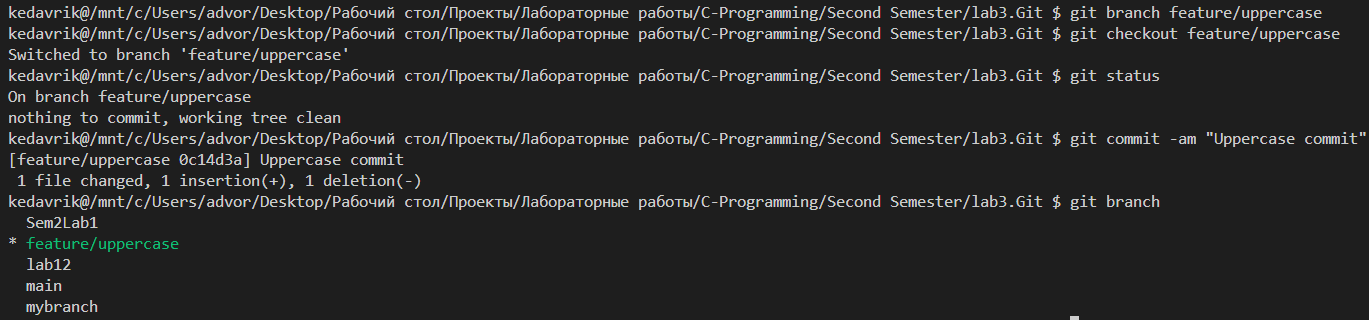 kedavrik@/mnt/c/Users/advor/Desktop/Рабочий стол/Проекты/Лабораторные работы/C-Programming/Second Semester/lab3.Git $ git branch feature/uppercase
kedavrik@/mnt/c/Users/advor/Desktop/Рабочий стол/Проекты/Лабораторные работы/C-Programming/Second Semester/lab3.Git $ git checkout feature/uppercase
Switched to branch 'feature/uppercase'
kedavrik@/mnt/c/Users/advor/Desktop/Рабочий стол/Проекты/Лабораторные работы/C-Programming/Second Semester/lab3.Git $ git status
On branch feature/uppercase
nothing to commit, working tree clean
kedavrik@/mnt/c/Users/advor/Desktop/Рабочий стол/Проекты/Лабораторные работы/C-Programming/Second Semester/lab3.Git $ git commit -am "Uppercase commit"
[feature/uppercase 0c14d3a] Uppercase commit
 1 file changed, 1 insertion(+), 1 deletion(-)
kedavrik@/mnt/c/Users/advor/Desktop/Рабочий стол/Проекты/Лабораторные работы/C-Programming/Second Semester/lab3.Git $ git branch
  Sem2Lab1
* feature/uppercase
  lab12
  main
  mybranch